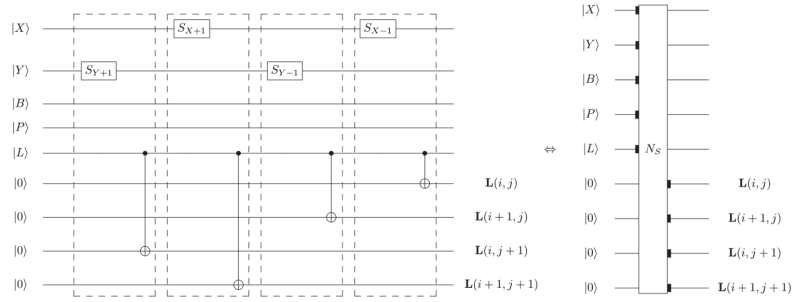 |X⟩ S_{X+1} S_{X−1}
|Y⟩ S_{Y+1} S_{Y−1}
|B⟩
|P⟩
|L⟩
|0⟩ L(i, j)
|0⟩ L(i + 1, j)
|0⟩ L(i, j + 1)
|0⟩ L(i + 1, j + 1)
⇔
|X⟩
|Y⟩
|B⟩
|P⟩
|L⟩ N_S
|0⟩ L(i, j)
|0⟩ L(i + 1, j)
|0⟩ L(i, j + 1)
|0⟩ L(i + 1, j + 1)